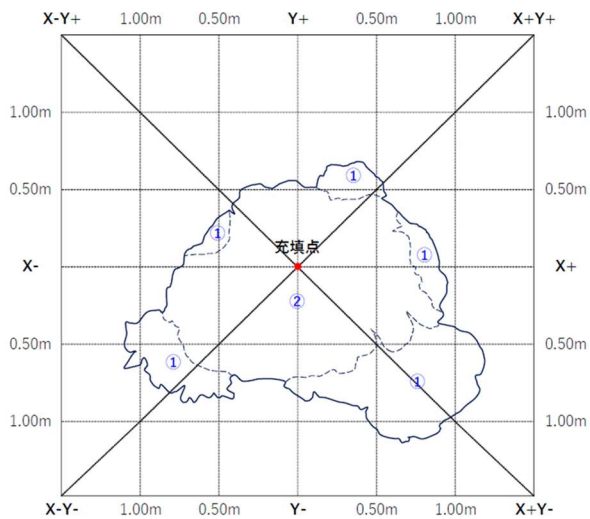 X-Y+ 1.00m 0.50m Y+ 0.50m 1.00m X+Y+
1.00m 1.00m
①
0.50m 0.50m
①
充填点 ①
X- X+
②
0.50m 0.50m
①
①
1.00m 1.00m
X-Y- 1.00m 0.50m Y- 0.50m 1.00m X+Y-